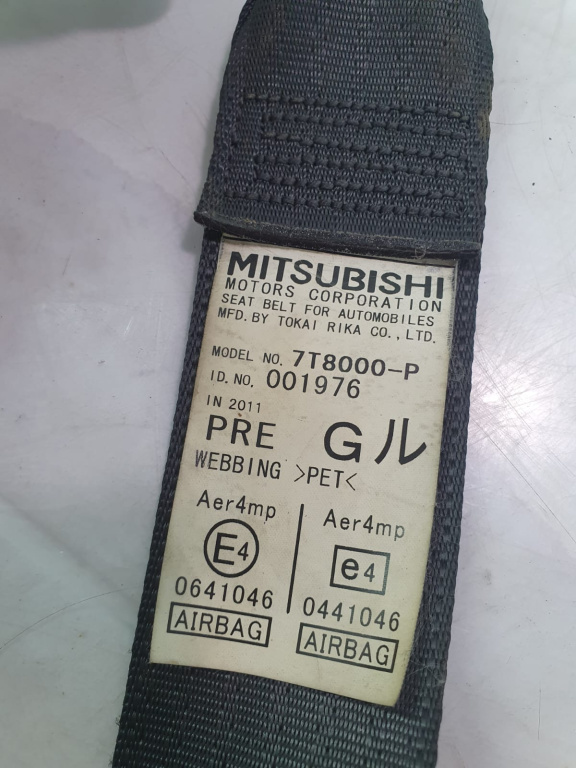 MITSUBISHI
MOTORS CORPORATION
SEAT BELT FOR AUTOMOBILES
MFD. BY TOKAI RIKA CO., LTD.
MODEL NO. 7T8000-P
ID. NO. 001976
IN 2011
PRE Gル
WEBBING >PET<
Aer4mp
E4
0641046
AIRBAG
Aer4mp
e4
0441046
AIRBAG